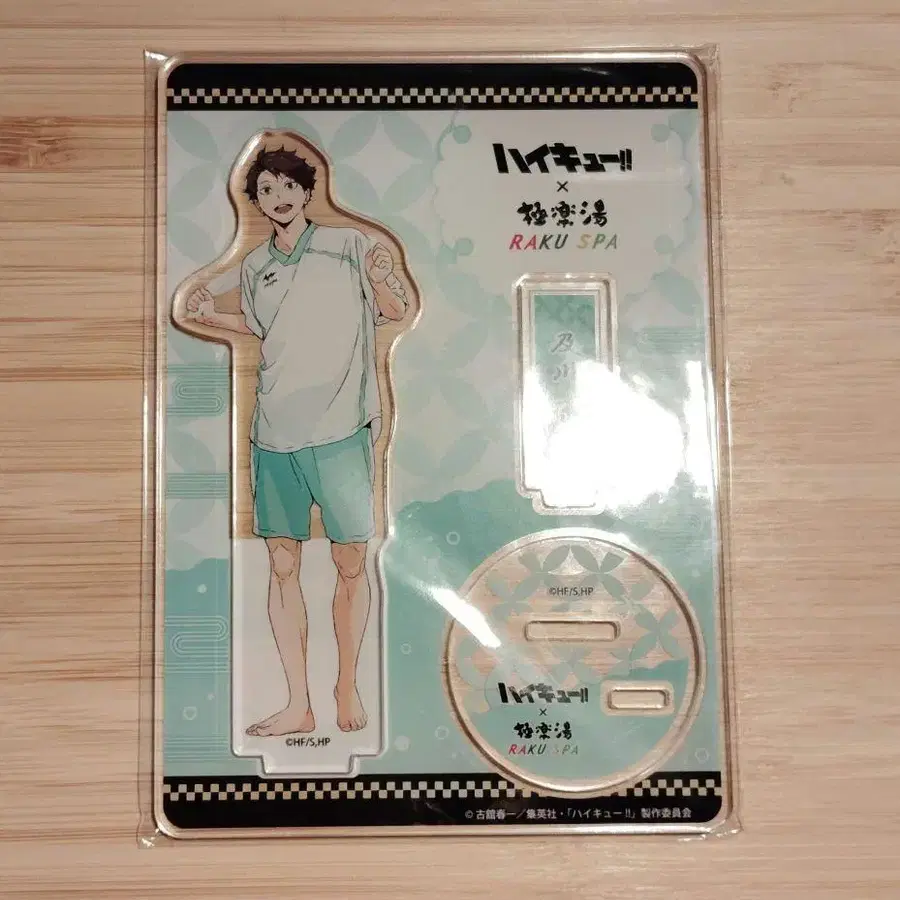 ハイキュー!!
×
極楽湯
RAKU SPA
乃
©HF/S,HP
ハイキュー!!
×
極楽湯
RAKU SPA
©HF/S,HP
© 古舘春一／集英社・「ハイキュー!!」製作委員会